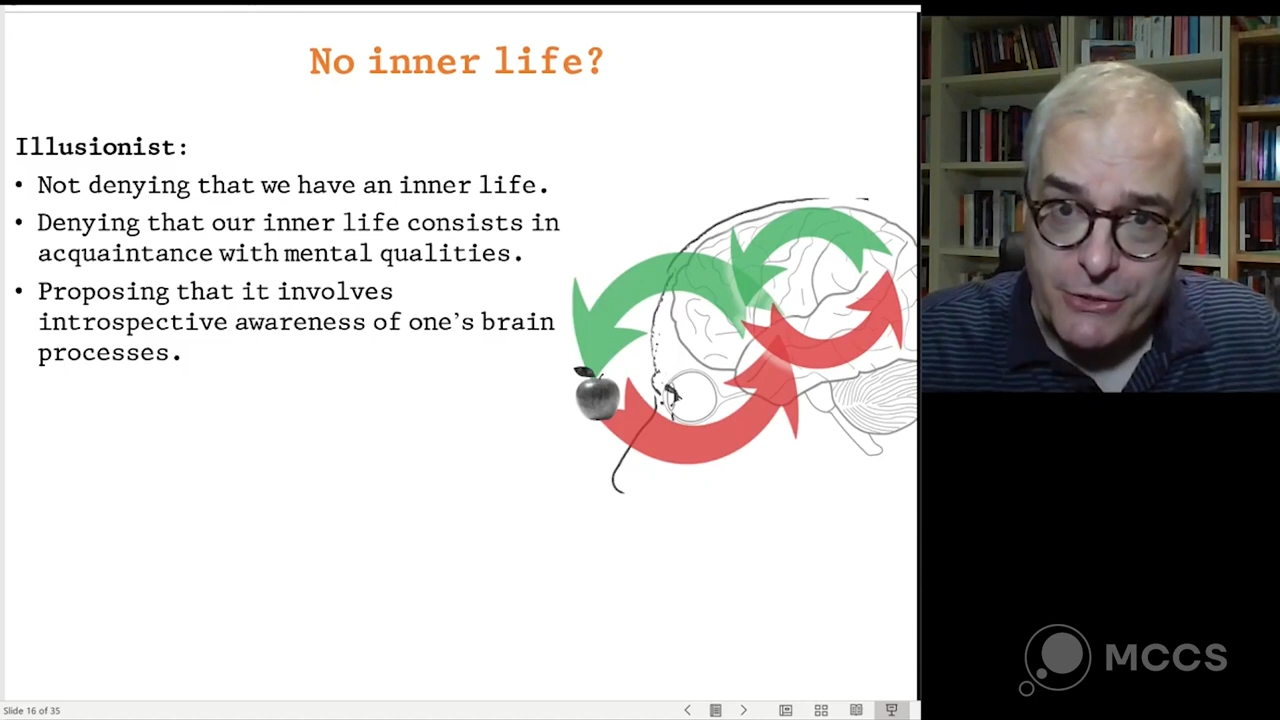 No inner life?
Illusionist:
• Not denying that we have an inner life.
• Denying that our inner life consists in
acquaintance with mental qualities.
• Proposing that it involves
introspective awareness of one's brain
processes.
Slide 16 of 35
MCCS